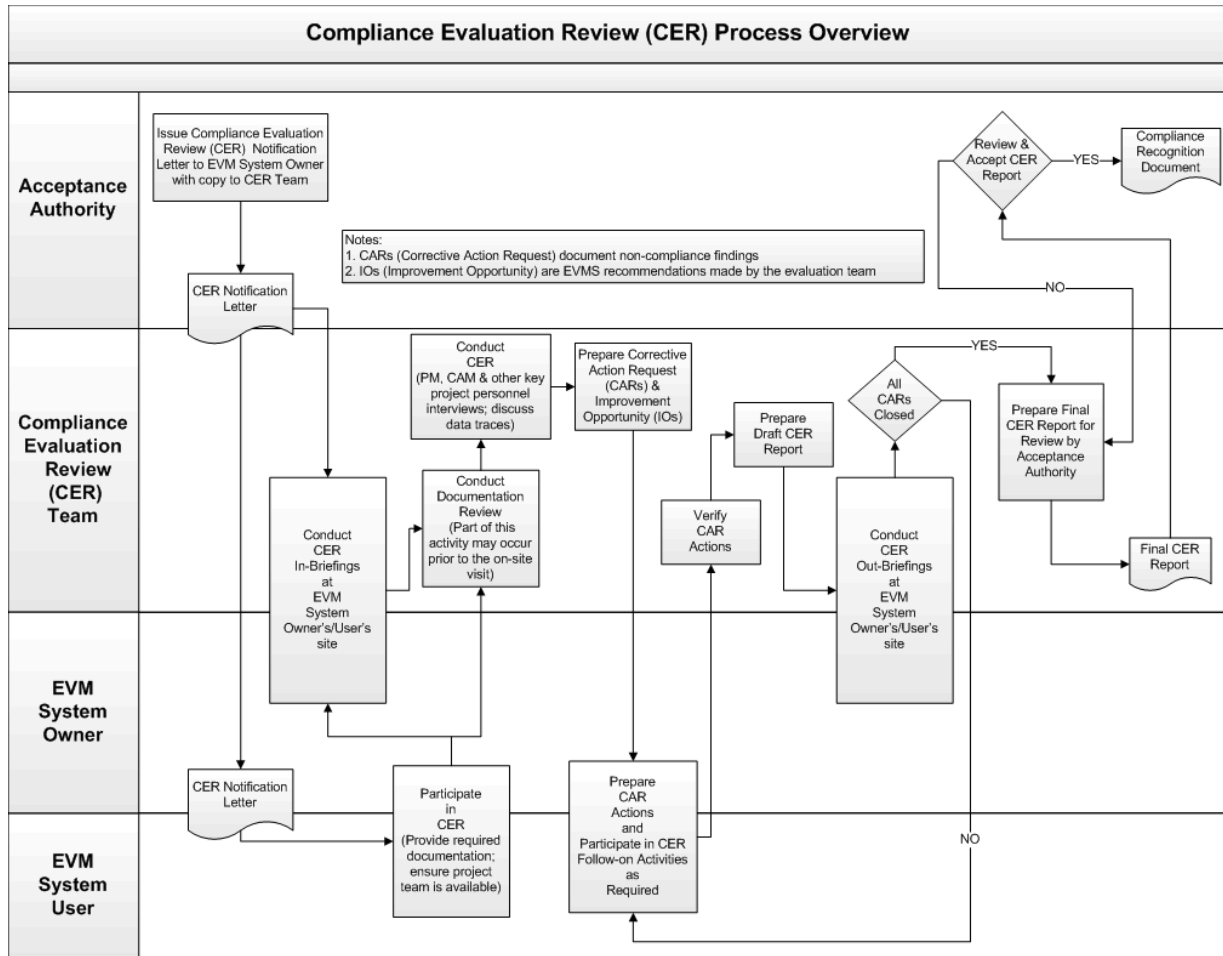 Compliance Evaluation Review (CER) Process Overview
Acceptance
Authority
Issue Compliance Evaluation
Review (CER) Notification
Letter to EVM System Owner
with copy to CER Team
CER Notification
Letter
Notes:
1. CARs (Corrective Action Request) document non-compliance findings
2. IOs (Improvement Opportunity) are EVMS recommendations made by the evaluation team
Review &
Accept CER
Report
YES
Compliance
Recognition
Document
NO
Compliance
Evaluation
Review
(CER)
Team
Conduct
CER
In-Briefings
at
EVM
System
Owner's/User's
site
Conduct
CER
(PM, CAM & other key
project personnel
interviews; discuss
data traces)
Conduct
Documentation
Review
(Part of this
activity may occur
prior to the on-site
visit)
Prepare Corrective
Action Request
(CARs) &
Improvement
Opportunity (IOs)
Verify
CAR
Actions
Prepare
Draft CER
Report
Conduct
CER
Out-Briefings
at
EVM
System
Owner's/User's
site
All
CARs
Closed
YES
Prepare Final
CER Report for
Review by
Acceptance
Authority
Final CER
Report
EVM
System
Owner
CER Notification
Letter
Participate
in
CER
(Provide required
documentation;
ensure project
team is available)
Prepare
CAR
Actions
and
Participate in CER
Follow-on Activities
as
Required
NO
EVM
System
User